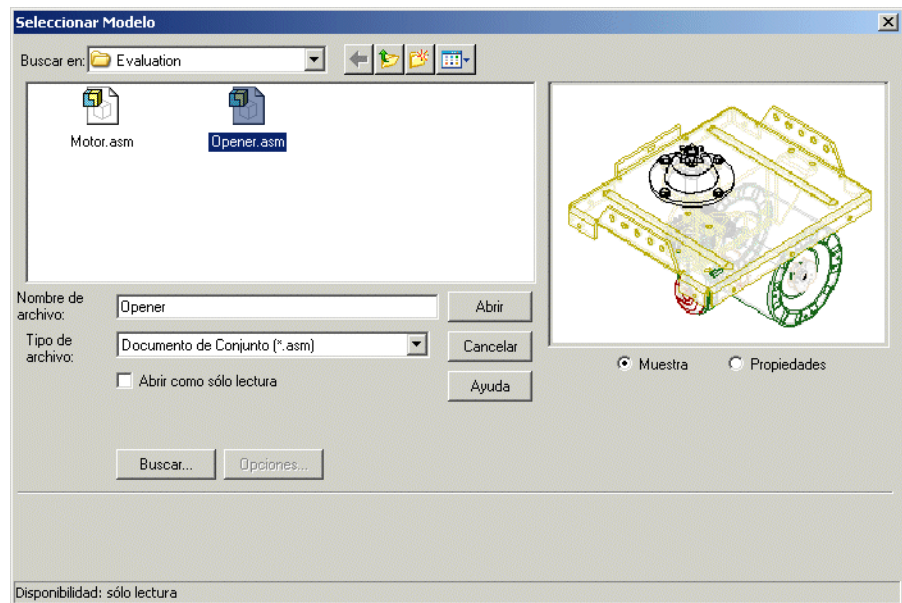 Seleccionar Modelo
Buscar en: Evaluation
Motor.asm
Opener.asm
Nombre de archivo:
Opener
Abrir
Tipo de archivo:
Documento de Conjunto (*.asm)
Cancelar
Abrir como sólo lectura
Ayuda
Muestra
Propiedades
Buscar...
Opciones...
Disponibilidad: sólo lectura